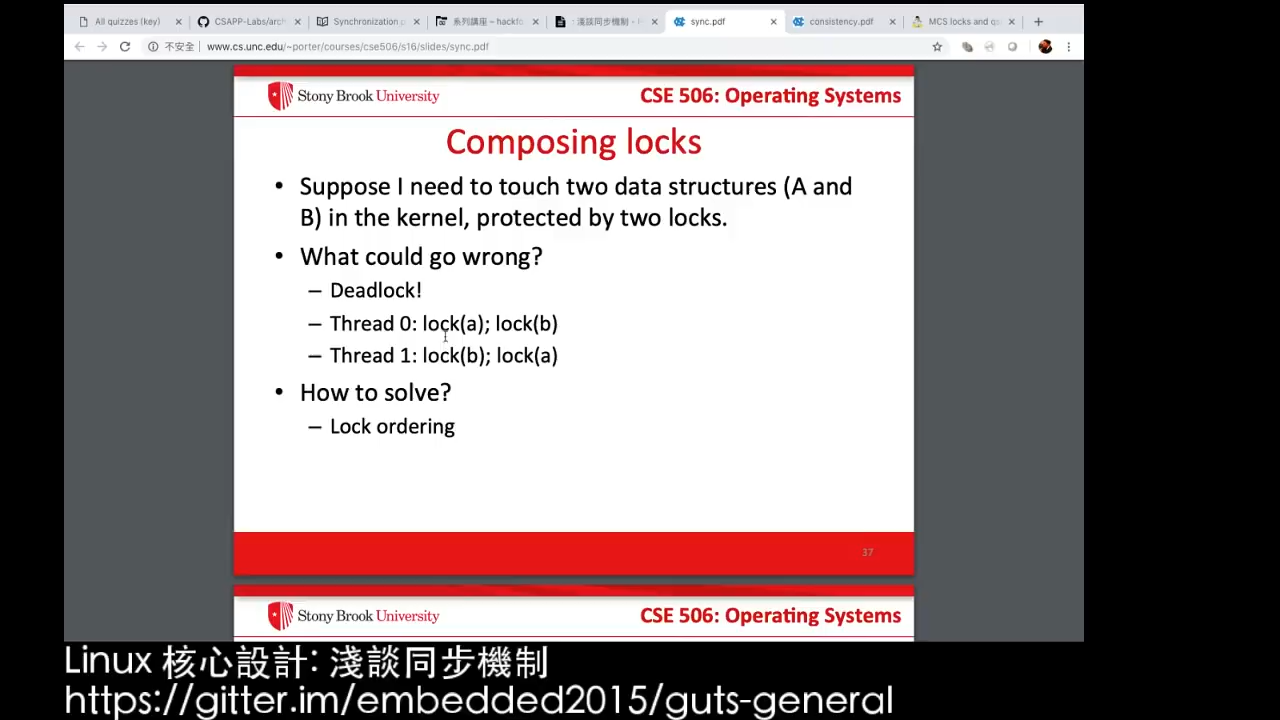 All quizzes (key)
CSAPP-Labs/arch
Synchronization
系列講座 - hackfo
淺談同步機制
sync.pdf
consistency.pdf
MCS locks and qs
不安全
www.cs.unc.edu/~porter/courses/cse506/s16/slides/sync.pdf
Stony Brook University
CSE 506: Operating Systems
Composing locks
• Suppose I need to touch two data structures (A and
B) in the kernel, protected by two locks.
• What could go wrong?
– Deadlock!
– Thread 0: lock(a); lock(b)
– Thread 1: lock(b); lock(a)
• How to solve?
– Lock ordering
37
Stony Brook University
CSE 506: Operating Systems
Linux 核心設計: 淺談同步機制
https://gitter.im/embedded2015/guts-general